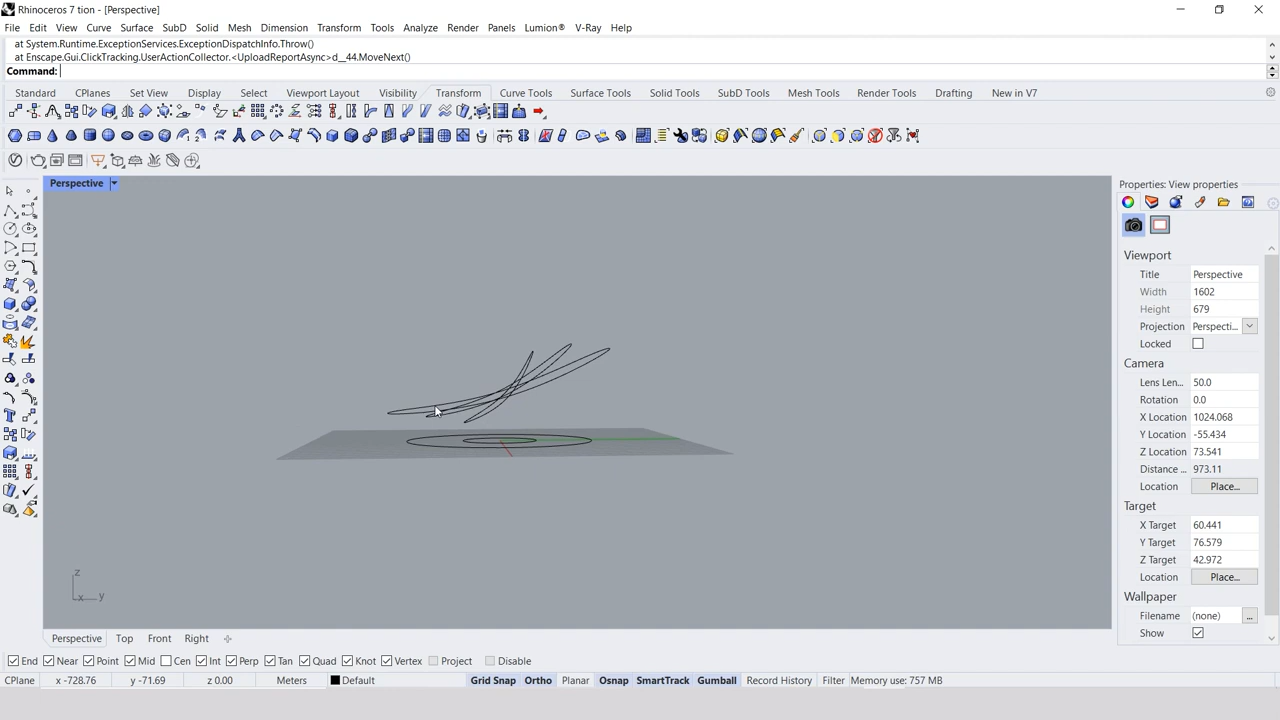 Rhinoceros 7 tion - [Perspective]
File Edit View Curve Surface SubD Solid Mesh Dimension Transform Tools Analyze Render Panels Lumion® V-Ray Help
at System.Runtime.ExceptionServices.ExceptionDispatchInfo.Throw()
at Enscape.Gui.ClickTracking.UserActionCollector.<UploadReportAsync>d__44.MoveNext()
Command:
Standard CPlanes Set View Display Select Viewport Layout Visibility Transform Curve Tools Surface Tools Solid Tools SubD Tools Mesh Tools Render Tools Drafting New in V7
Perspective
Properties: View properties
Viewport
Title Perspective
Width 1602
Height 679
Projection Perspecti...
Locked
Camera
Lens Len... 50.0
Rotation 0.0
X Location 1024.068
Y Location -55.434
Z Location 73.541
Distance ... 973.11
Location Place...
Target
X Target 60.441
Y Target 76.579
Z Target 42.972
Location Place...
Wallpaper
Filename (none) ...
Show
z
x y
Perspective Top Front Right
End Near Point Mid Cen Int Perp Tan Quad Knot Vertex Project Disable
CPlane x -728.76 y -71.69 z 0.00 Meters Default Grid Snap Ortho Planar Osnap SmartTrack Gumball Record History Filter Memory use: 757 MB